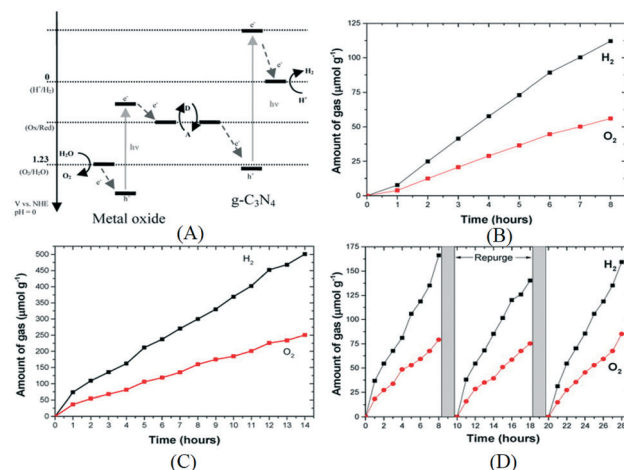 e⁻
e⁻
0
(H⁺/H₂)
H₂
H⁺
hν
e⁻
e⁻
D
A
(Ox/Red)
e⁻
hν
1.23
(O₂/H₂O)
H₂O
O₂
e⁻
h⁺
h⁺
V vs. NHE
pH = 0
Metal oxide
g-C₃N₄
(A)
Amount of gas (μmol g⁻¹)
125
100
75
50
25
0
H₂
O₂
0 1 2 3 4 5 6 7 8
Time (hours)
(B)
Amount of gas (μmol g⁻¹)
500
450
400
350
300
250
200
150
100
50
0
H₂
O₂
0 1 2 3 4 5 6 7 8 9 10 11 12 13 14
Time (hours)
(C)
Amount of gas (μmol g⁻¹)
175
150
125
100
75
50
25
0
Repurge
H₂
O₂
0 2 4 6 8 10 12 14 16 18 20 22 24 26 28
Time (hours)
(D)